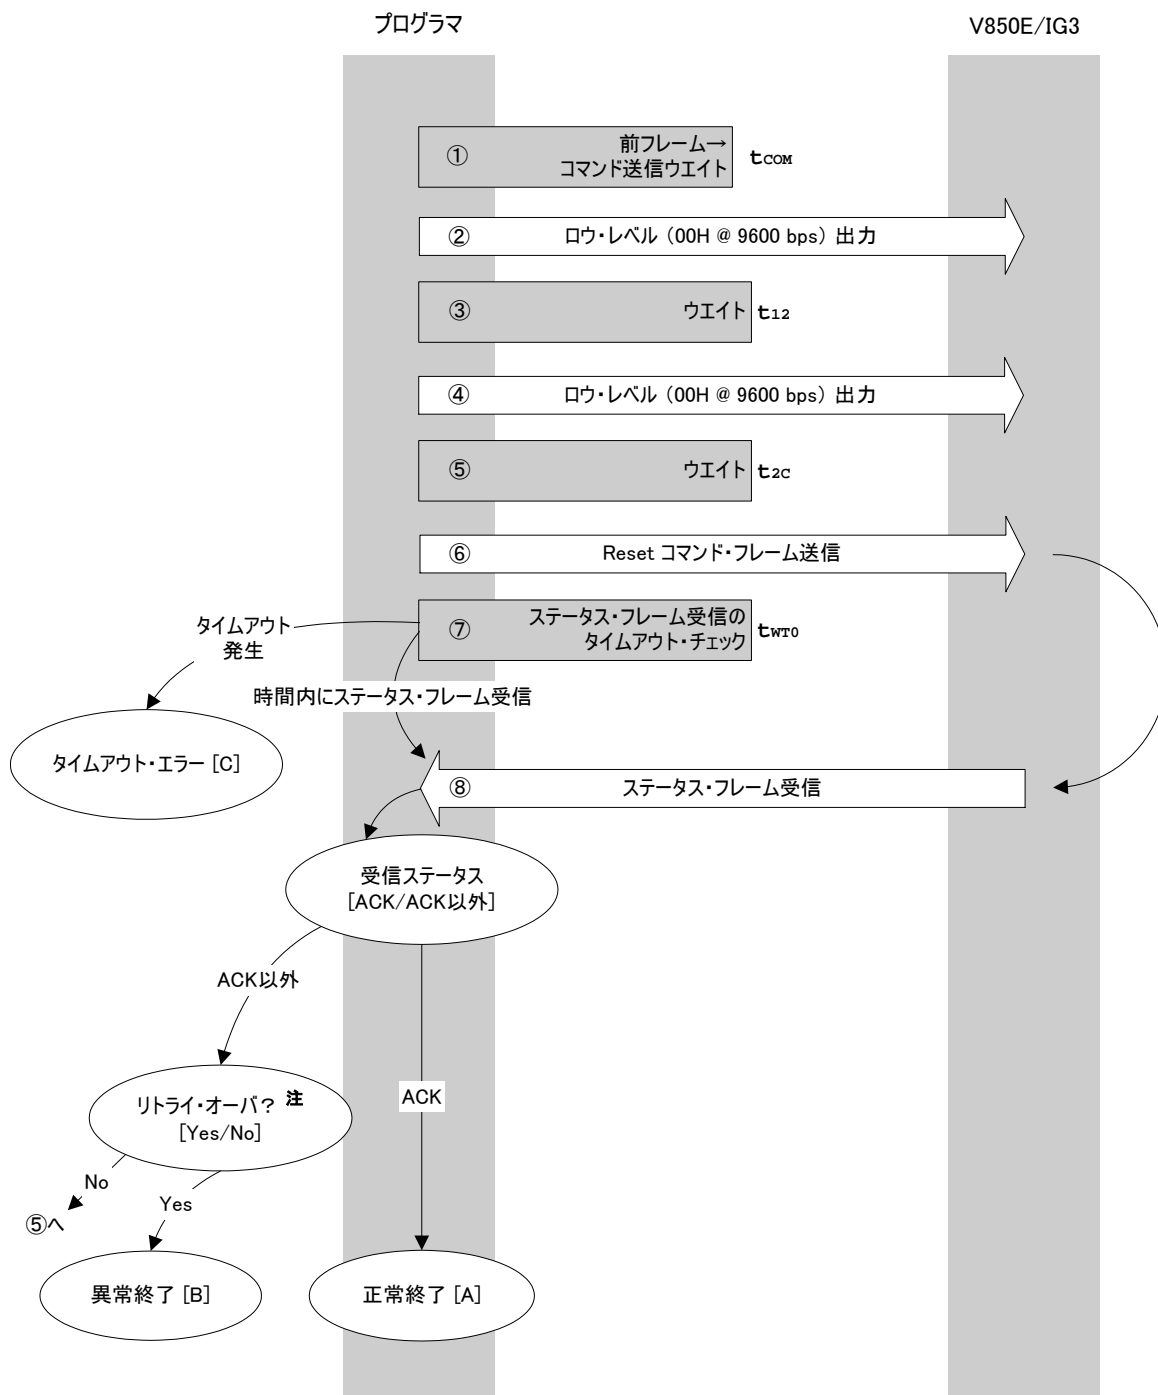 プログラマ
V850E/IG3
①
前フレーム→
コマンド送信ウエイト
tCOM
② ロウ・レベル（00H @ 9600 bps）出力
③ ウエイト t12
④ ロウ・レベル（00H @ 9600 bps）出力
⑤ ウエイト t2C
⑥ Reset コマンド・フレーム送信
⑦
ステータス・フレーム受信の
タイムアウト・チェック
tWT0
タイムアウト
発生
時間内にステータス・フレーム受信
タイムアウト・エラー [C]
⑧ ステータス・フレーム受信
受信ステータス
[ACK/ACK以外]
ACK以外
ACK
リトライ・オーバ？ 注
[Yes/No]
No
Yes
⑤へ
異常終了 [B]
正常終了 [A]